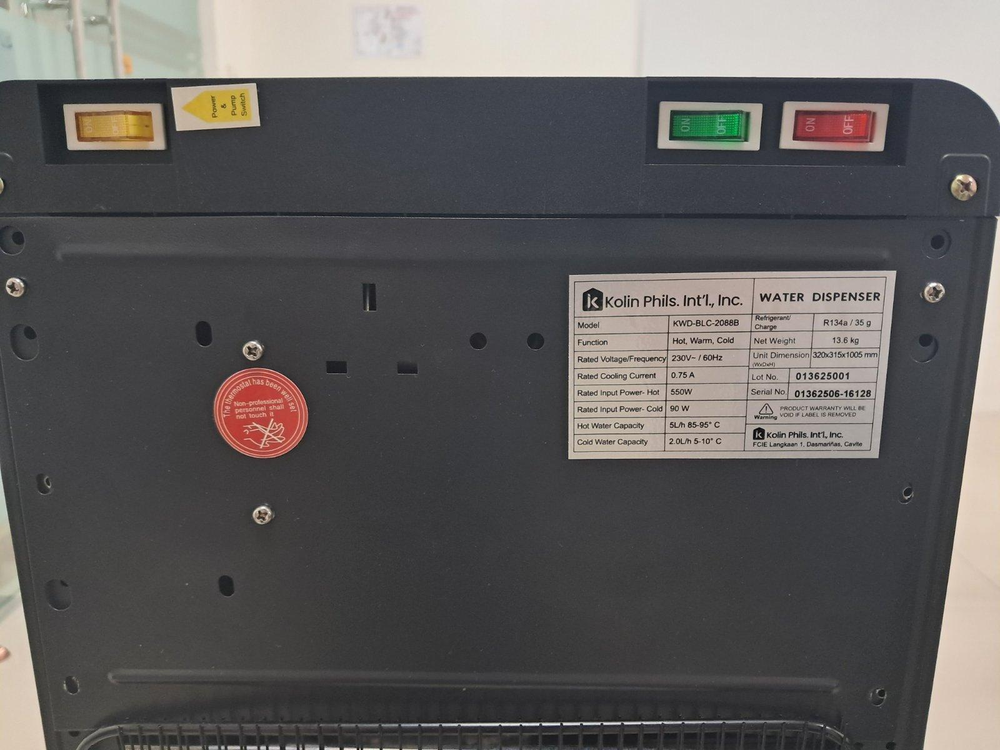 ON OFF
Power
&
Pump
Switch
ON OFF
ON OFF
Kolin Phils. Int'l., Inc.
WATER DISPENSER
Model KWD-BLC-2088B
Function Hot, Warm, Cold
Rated Voltage/Frequency 230V~ / 60Hz
Rated Cooling Current 0.75 A
Rated Input Power- Hot 550W
Rated Input Power- Cold 90 W
Hot Water Capacity 5L/h 85-95° C
Cold Water Capacity 2.0L/h 5-10° C
Refrigerant/
Charge R134a / 35 g
Net Weight 13.6 kg
Unit Dimension 320x315x1005 mm
(WxDxH)
Lot No. 013625001
Serial No. 01362506-16128
Warning
PRODUCT WARRANTY WILL BE
VOID IF LABEL IS REMOVED
Kolin Phils. Int'l., Inc.
FCIE Langkaan 1, Dasmariñas, Cavite
The thermostat has been well set
Non-professional
personnel shall
not touch it